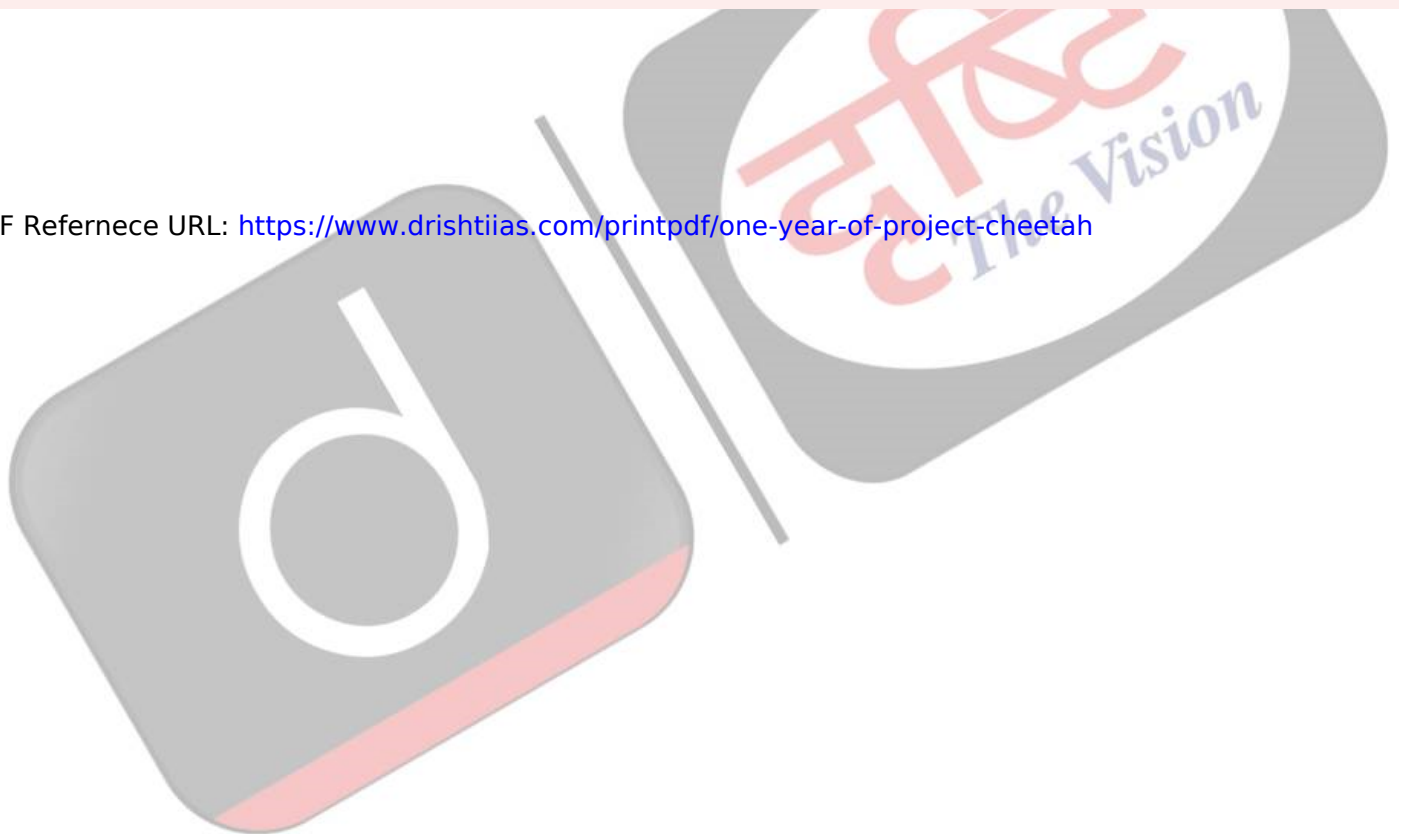 दृष्टि
The Vision
F Refernece URL: https://www.drishtiias.com/printpdf/one-year-of-project-cheetah
d